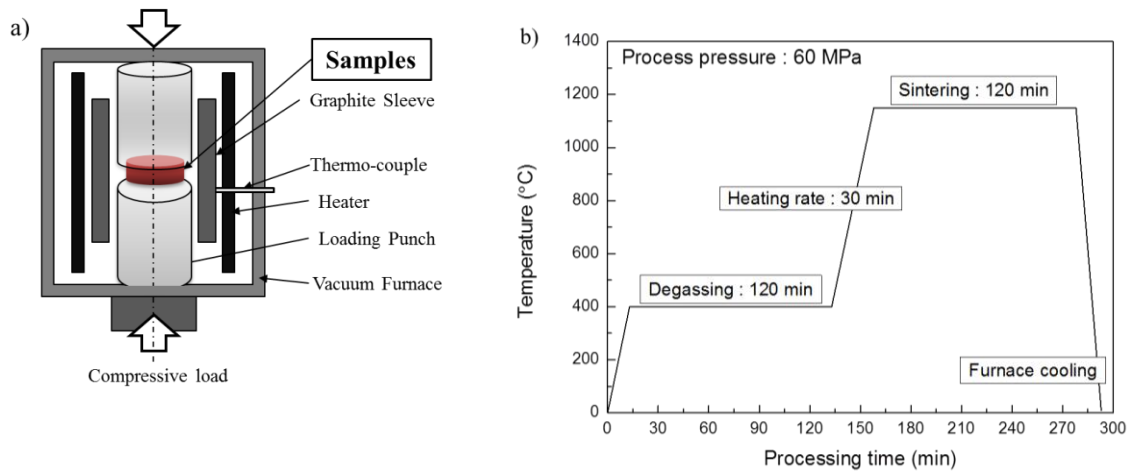 a)
Samples
Graphite Sleeve
Thermo-couple
Heater
Loading Punch
Vacuum Furnace
Compressive load
b)
1400
1200
1000
800
600
400
200
0
Temperature (°C)
Process pressure : 60 MPa
Sintering : 120 min
Heating rate : 30 min
Degassing : 120 min
Furnace cooling
0 30 60 90 120 150 180 210 240 270 300
Processing time (min)